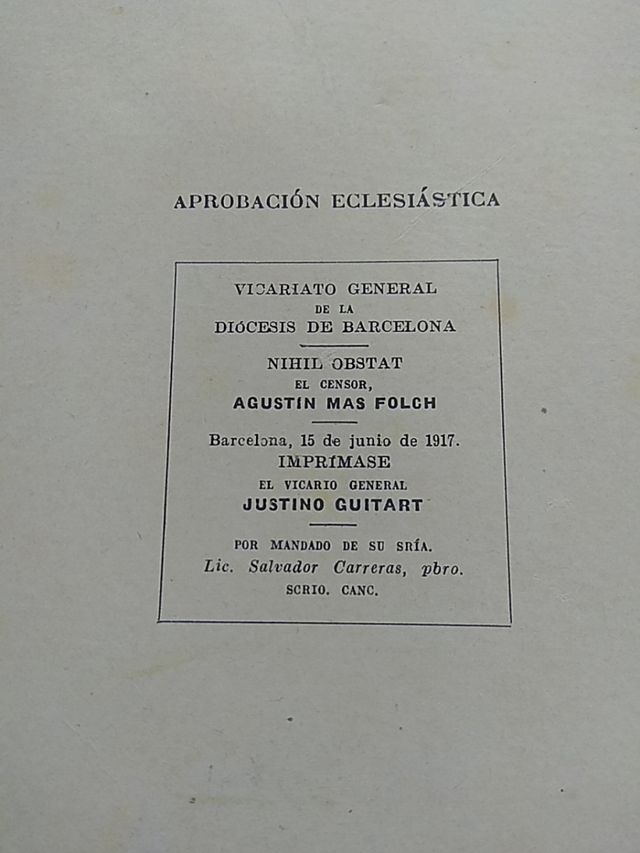 APROBACIÓN ECLESIÁSTICA
VICARIATO GENERAL
DE LA
DIÓCESIS DE BARCELONA
NIHIL OBSTAT
EL CENSOR,
AGUSTÍN MAS FOLCH
Barcelona, 15 de junio de 1917.
IMPRÍMASE
EL VICARIO GENERAL
JUSTINO GUITART
POR MANDADO DE SU SRÍA.
Lic. Salvador Carreras, pbro.
SCRIO. CANC.